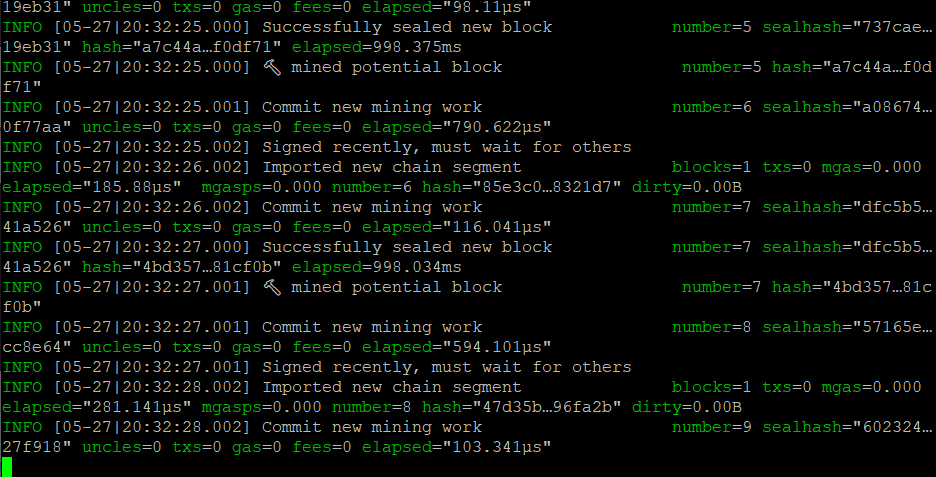 19eb31" uncles=0 txs=0 gas=0 fees=0 elapsed="98.11µs"
INFO [05-27|20:32:25.000] Successfully sealed new block            number=5 sealhash="737cae…
19eb31" hash="a7c44a…f0df71" elapsed=998.375ms
INFO [05-27|20:32:25.000] 🔨 mined potential block                  number=5 hash="a7c44a…f0d
f71"
INFO [05-27|20:32:25.001] Commit new mining work                   number=6 sealhash="a08674…
0f77aa" uncles=0 txs=0 gas=0 fees=0 elapsed="790.622µs"
INFO [05-27|20:32:25.002] Signed recently, must wait for others
INFO [05-27|20:32:26.002] Imported new chain segment               blocks=1 txs=0 mgas=0.000
elapsed="185.88µs"  mgasps=0.000 number=6 hash="85e3c0…8321d7" dirty=0.00B
INFO [05-27|20:32:26.002] Commit new mining work                   number=7 sealhash="dfc5b5…
41a526" uncles=0 txs=0 gas=0 fees=0 elapsed="116.041µs"
INFO [05-27|20:32:27.000] Successfully sealed new block            number=7 sealhash="dfc5b5…
41a526" hash="4bd357…81cf0b" elapsed=998.034ms
INFO [05-27|20:32:27.001] 🔨 mined potential block                  number=7 hash="4bd357…81c
f0b"
INFO [05-27|20:32:27.001] Commit new mining work                   number=8 sealhash="57165e…
cc8e64" uncles=0 txs=0 gas=0 fees=0 elapsed="594.101µs"
INFO [05-27|20:32:27.001] Signed recently, must wait for others
INFO [05-27|20:32:28.002] Imported new chain segment               blocks=1 txs=0 mgas=0.000
elapsed="281.141µs" mgasps=0.000 number=8 hash="47d35b…96fa2b" dirty=0.00B
INFO [05-27|20:32:28.002] Commit new mining work                   number=9 sealhash="602324…
27f918" uncles=0 txs=0 gas=0 fees=0 elapsed="103.341µs"